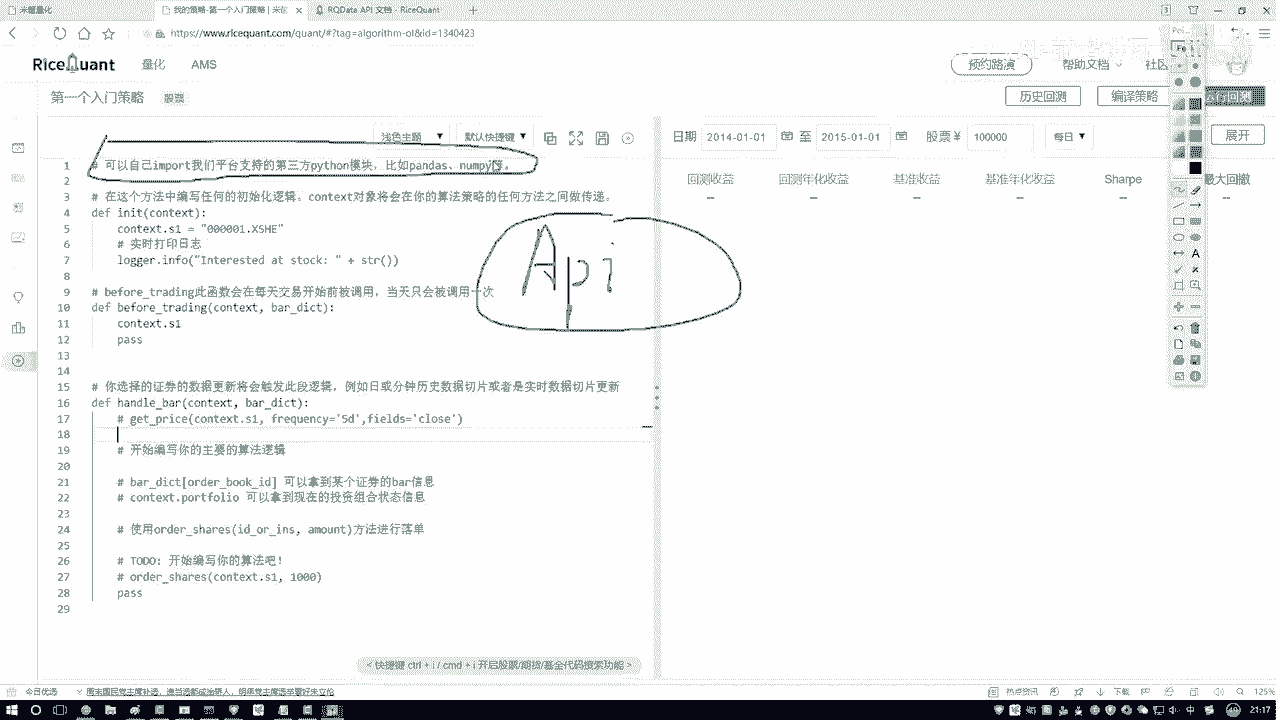 米筐量化
我的策略-第一个入门策略 | 米筐
RQData API 文档 - RiceQuant
https://www.ricequant.com/quant/#?tag=algorithm-ol&id=1340423
RiceQuant
量化
AMS
预约路演
帮助文档
社区
第一个入门策略
股票
历史回测
编译策略
运行回测
浅色主题
默认快捷键
日期
2014-01-01
至
2015-01-01
股票¥
100000
每日
展开
回测收益
回测年化收益
基准收益
基准年化收益
Sharpe
最大回撤
--
--
--
--
--
--
1 # 可以自己import我们平台支持的第三方python模块,比如pandas、numpy等。
2
3 # 在这个方法中编写任何的初始化逻辑。context对象将会在你的算法策略的任何方法之间做传递。
4 def init(context):
5 context.s1 = "000001.XSHE"
6 # 实时打印日志
7 logger.info("Interested at stock: " + str())
8
9 # before_trading此函数会在每天交易开始前被调用,当天只会被调用一次
10 def before_trading(context, bar_dict):
11 context.s1
12 pass
13
14
15 # 你选择的证券的数据更新将会触发此段逻辑,例如日或分钟历史数据切片或者是实时数据切片更新
16 def handle_bar(context, bar_dict):
17 # get_price(context.s1, frequency='5d',fields='close')
18
19 # 开始编写你的主要的算法逻辑
20
21 # bar_dict[order_book_id] 可以拿到某个证券的bar信息
22 # context.portfolio 可以拿到现在的投资组合状态信息
23
24 # 使用order_shares(id_or_ins, amount)方法进行落单
25
26 # TODO: 开始编写你的算法吧!
27 # order_shares(context.s1, 1000)
28 pass
29
Api
< 快捷键 ctrl + i / cmd + i 开启股票/期货/基金代码搜索功能 >
今日优选
热点资讯
下载
125%
中
21:17